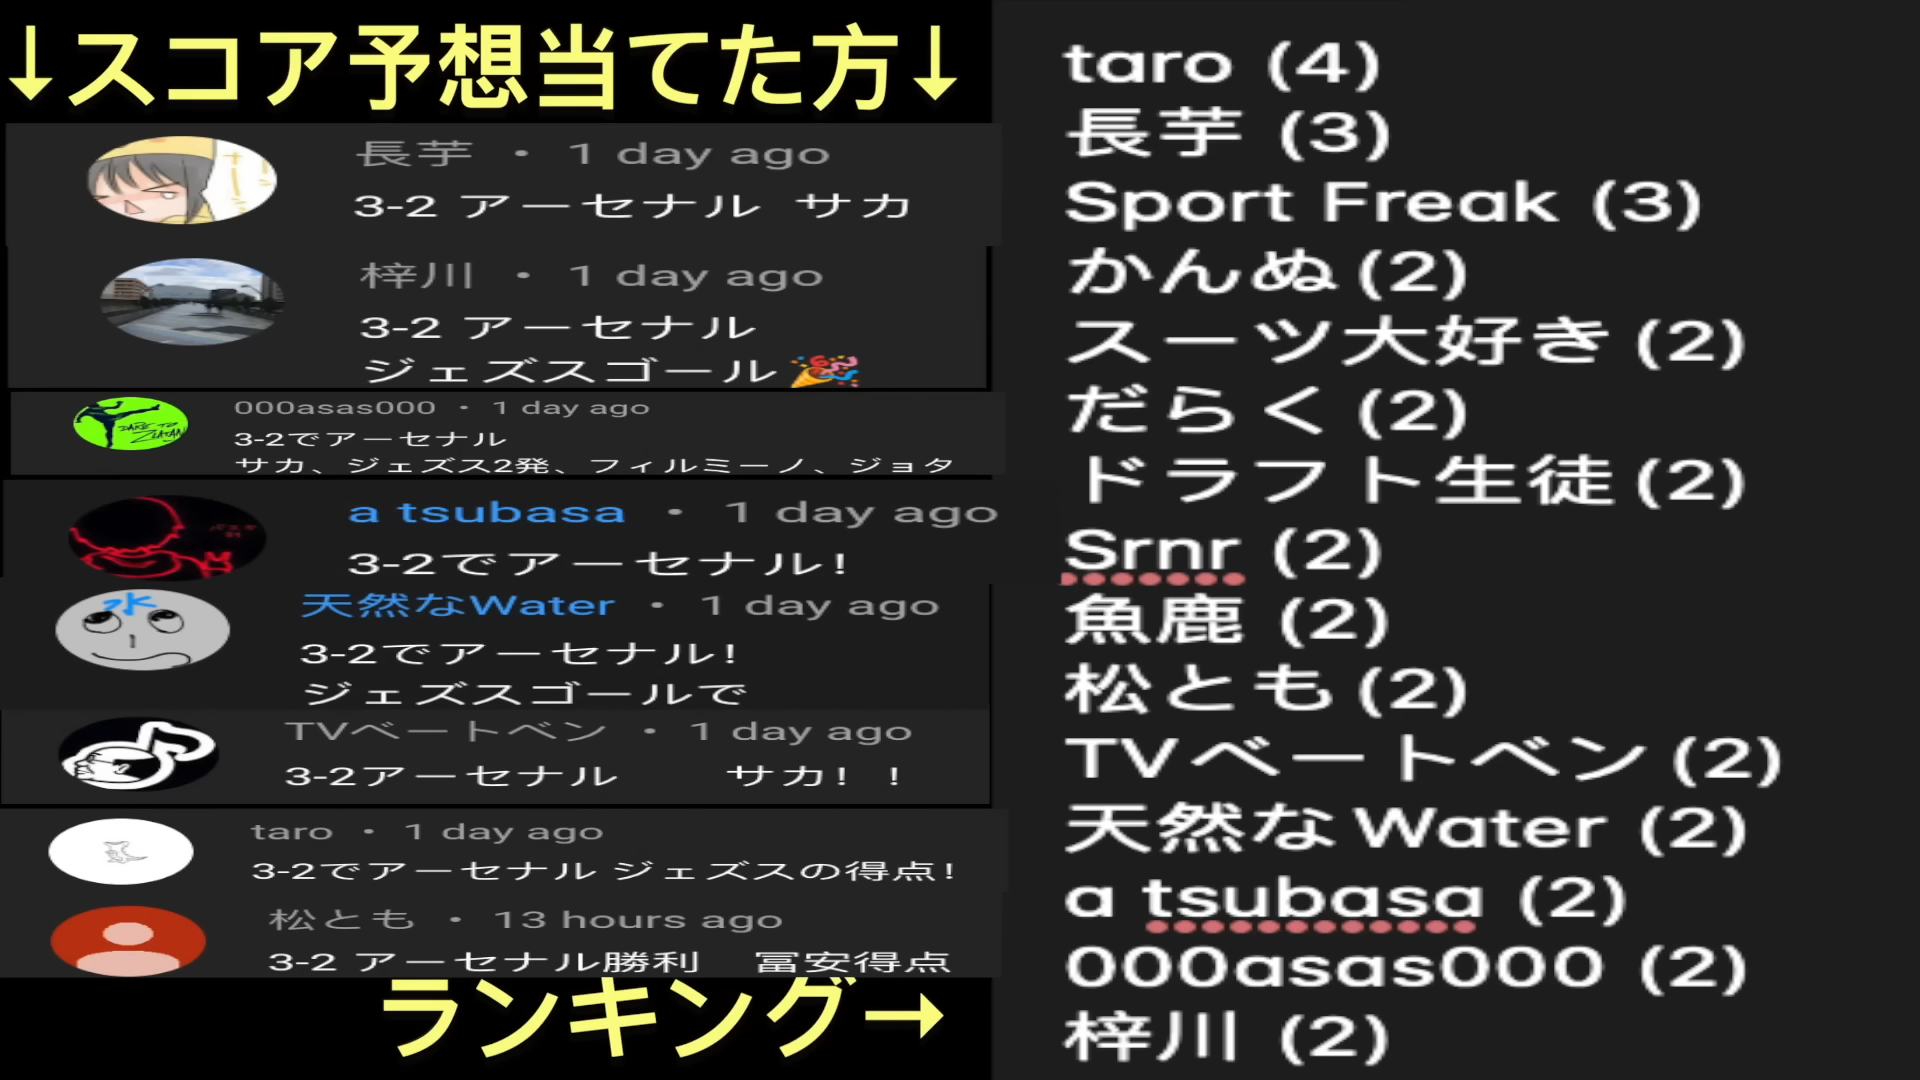 ↓スコア予想当てた方↓
長芋 • 1 day ago
3-2 アーセナル サカ
梓川 • 1 day ago
3-2 アーセナル
ジェズスゴール🎉
000asas000 • 1 day ago
3-2でアーセナル
サカ、ジェズス2発、フィルミーノ、ジョタ
DARE TO
ZLATAN
a tsubasa • 1 day ago
3-2でアーセナル!
水
天然なWater • 1 day ago
3-2でアーセナル!
ジェズスゴールで
TVベートベン • 1 day ago
3-2アーセナル サカ！！
taro • 1 day ago
3-2でアーセナル ジェズスの得点!
松とも • 13 hours ago
3-2 アーセナル勝利 冨安得点
ランキング→
taro (4)
長芋 (3)
Sport Freak (3)
かんぬ (2)
スーツ大好き (2)
だらく (2)
ドラフト生徒 (2)
Srnr (2)
魚鹿 (2)
松とも (2)
TVベートベン (2)
天然なWater (2)
a tsubasa (2)
000asas000 (2)
梓川 (2)